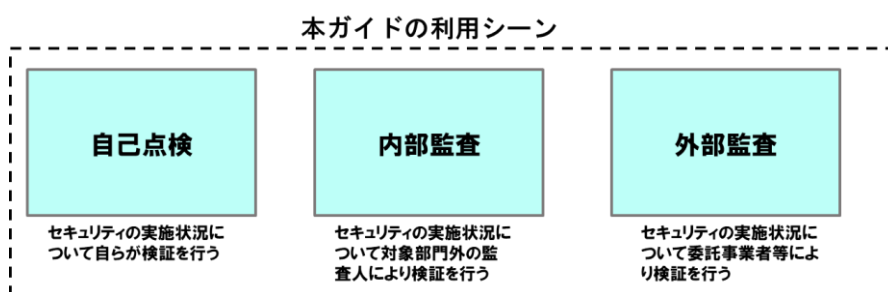 本ガイドの利用シーン
自己点検
内部監査
外部監査
セキュリティの実施状況に
ついて自らが検証を行う
セキュリティの実施状況に
ついて対象部門外の監
査人により検証を行う
セキュリティの実施状況に
ついて委託事業者等によ
り検証を行う